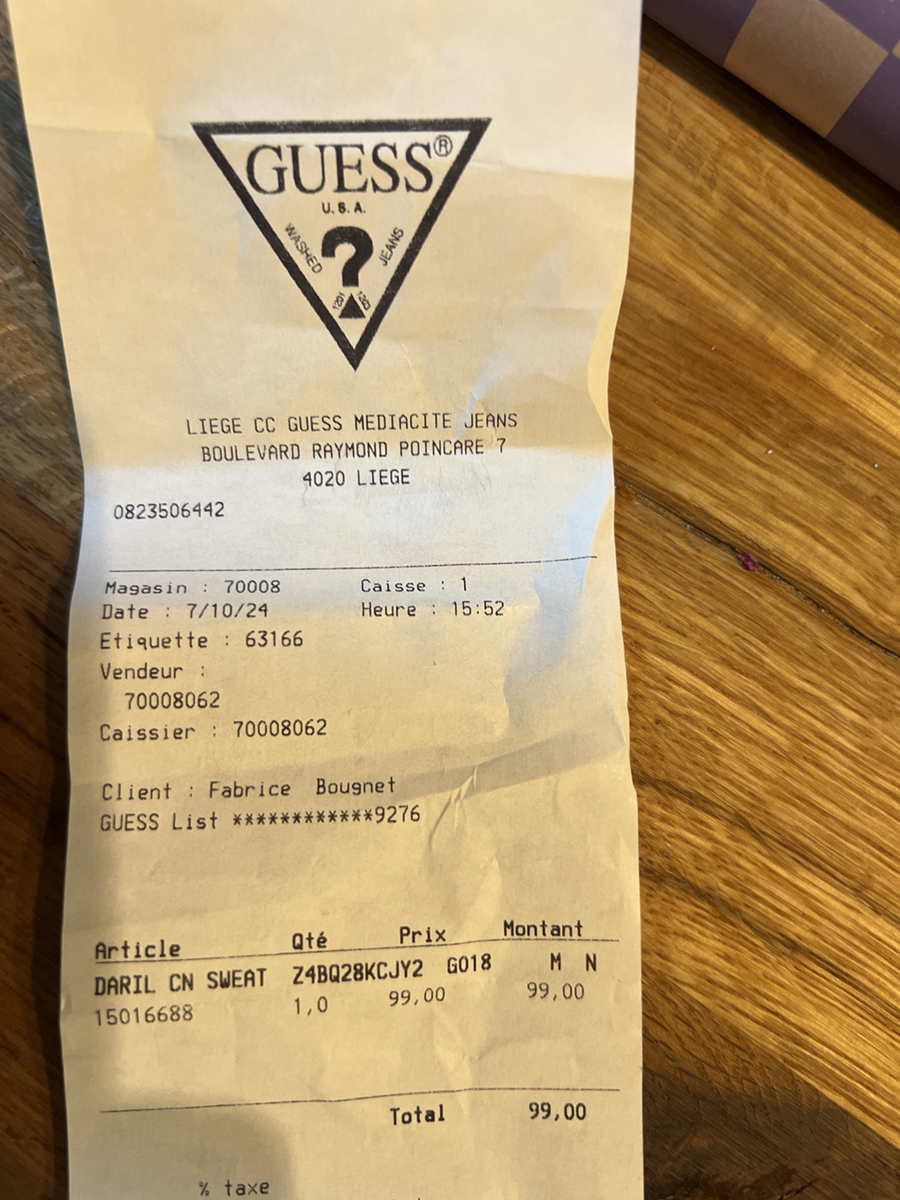 GUESS®
U.S.A.
WASHED ? JEANS
1201 1203
LIEGE CC GUESS MEDIACITE JEANS
BOULEVARD RAYMOND POINCARE 7
4020 LIEGE
0823506442
Magasin : 70008 Caisse : 1
Date : 7/10/24 Heure : 15:52
Etiquette : 63166
Vendeur :
70008062
Caissier : 70008062
Client : Fabrice Bougnet
GUESS List ************9276
Article Qté Prix Montant
DARIL CN SWEAT Z4BQ28KCJY2 G018 M N
15016688 1,0 99,00 99,00
Total 99,00
% taxe